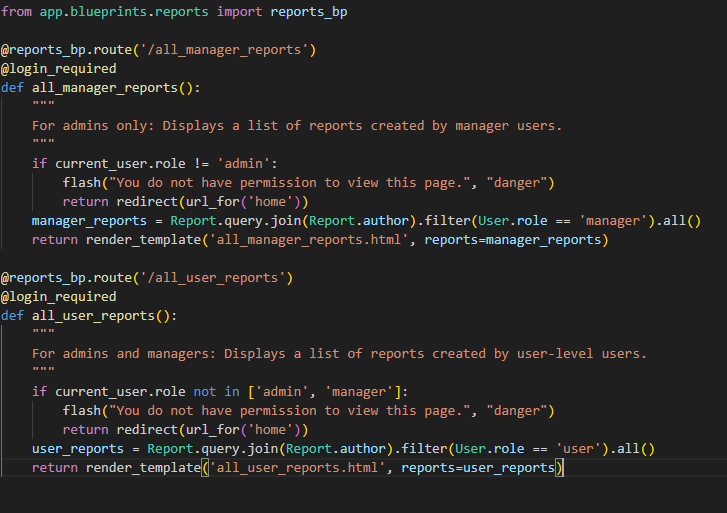 from app.blueprints.reports import reports_bp
@reports_bp.route('/all_manager_reports')
@login_required
def all_manager_reports():
    """
    For admins only: Displays a list of reports created by manager users.
    """
    if current_user.role != 'admin':
        flash("You do not have permission to view this page.", "danger")
        return redirect(url_for('home'))
    manager_reports = Report.query.join(Report.author).filter(User.role == 'manager').all()
    return render_template('all_manager_reports.html', reports=manager_reports)
@reports_bp.route('/all_user_reports')
@login_required
def all_user_reports():
    """
    For admins and managers: Displays a list of reports created by user-level users.
    """
    if current_user.role not in ['admin', 'manager']:
        flash("You do not have permission to view this page.", "danger")
        return redirect(url_for('home'))
    user_reports = Report.query.join(Report.author).filter(User.role == 'user').all()
    return render_template('all_user_reports.html', reports=user_reports)